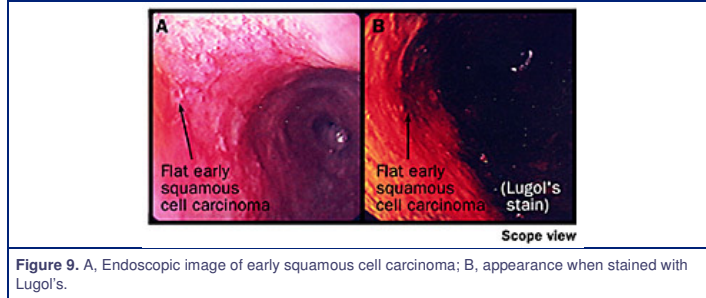 A
Flat early
squamous
cell carcinoma
B
Flat early
squamous
cell carcinoma
(Lugol's
stain)
Scope view
Figure 9. A, Endoscopic image of early squamous cell carcinoma; B, appearance when stained with
Lugol's.